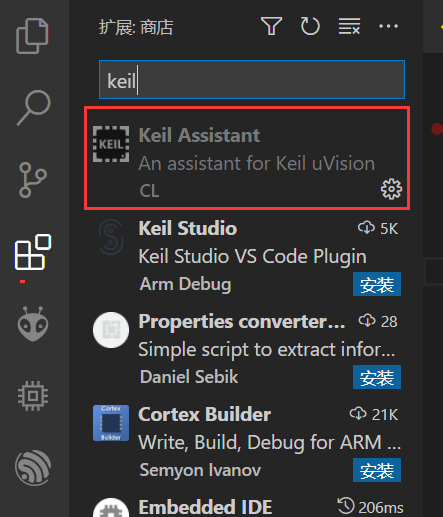 扩展: 商店
keil
KEIL
Keil Assistant
An assistant for Keil uVision
CL
Keil Studio 5K
Keil Studio VS Code Plugin
Arm Debug 安装
Properties converter... 28
Simple script to extract infor...
Daniel Sebik 安装
Cortex Builder
Cortex Builder 21K
Write, Build, Debug for ARM ...
Semyon Ivanov 安装
Embedded IDE 206ms